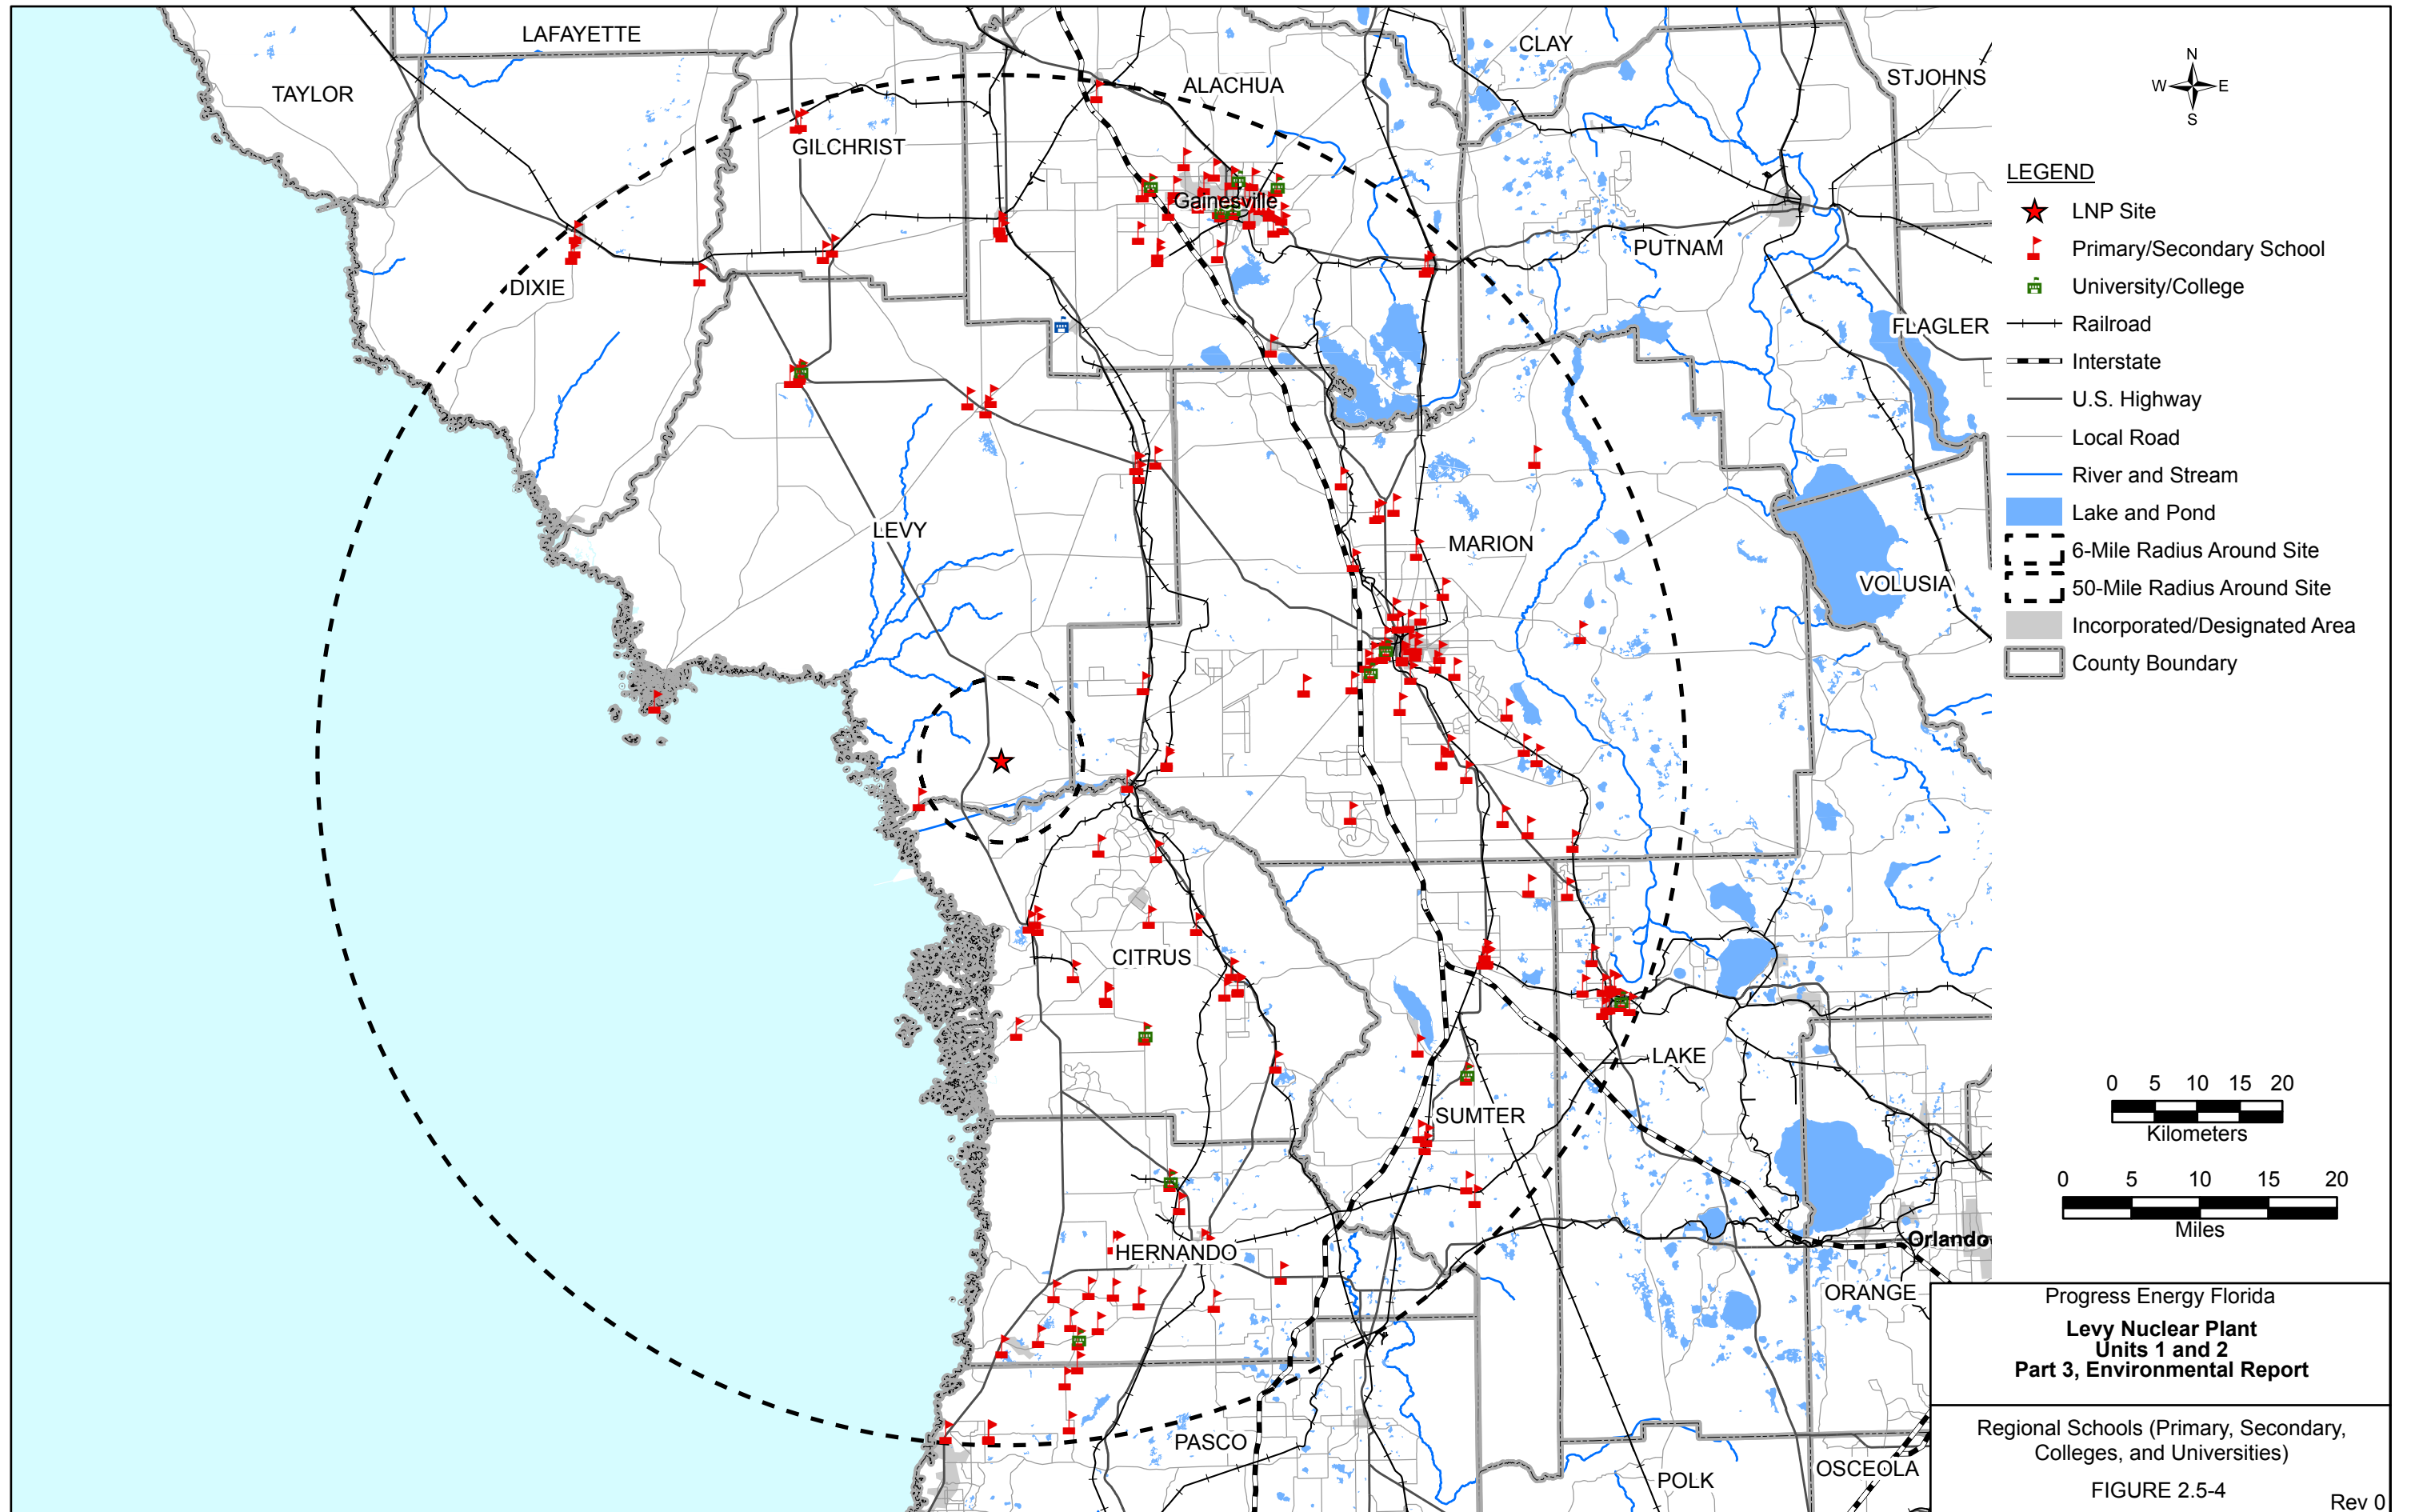 LAFAYETTE
CLAY
TAYLOR
ALACHUA
STJOHNS
GILCHRIST
Gainesville
PUTNAM
DIXIE
FLAGLER
LEVY
MARION
VOLUSIA
CITRUS
LAKE
SUMTER
HERNANDO
Orlando
ORANGE
PASCO
POLK
OSCEOLA
N
W E
S
LEGEND
LNP Site
Primary/Secondary School
University/College
Railroad
Interstate
U.S. Highway
Local Road
River and Stream
Lake and Pond
6-Mile Radius Around Site
50-Mile Radius Around Site
Incorporated/Designated Area
County Boundary
0 5 10 15 20
Kilometers
0 5 10 15 20
Miles
Progress Energy Florida
Levy Nuclear Plant
Units 1 and 2
Part 3, Environmental Report
Regional Schools (Primary, Secondary,
Colleges, and Universities)
FIGURE 2.5-4
Rev 0